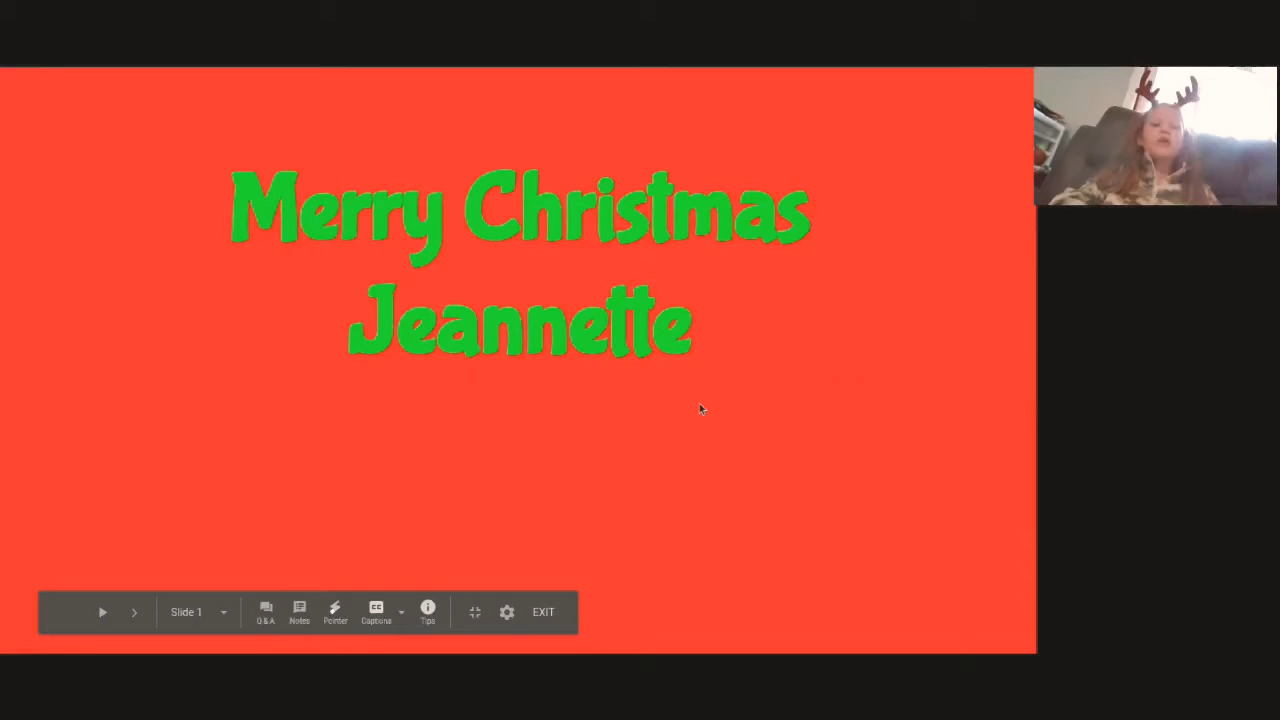 Merry Christmas
Jeannette
Slide 1
Q & A
Notes
Pointer
Captions
Tips
EXIT